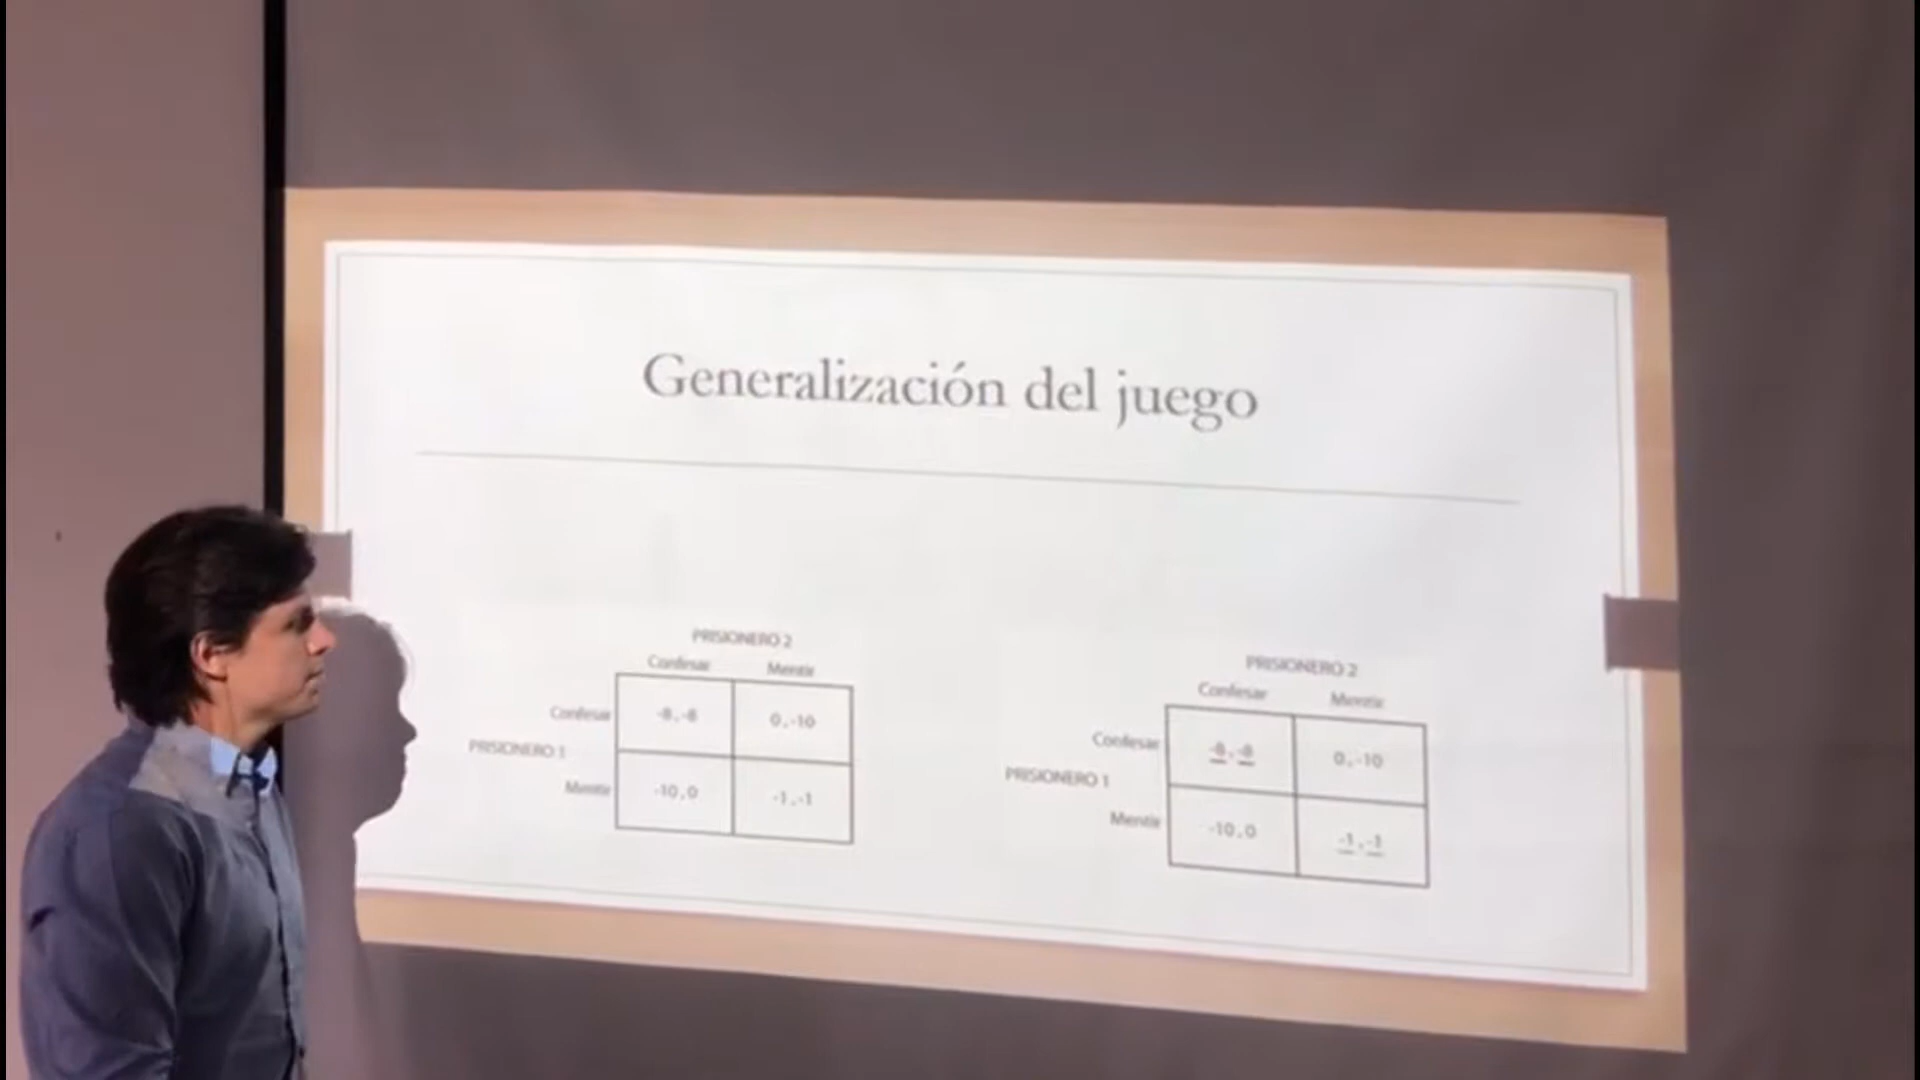 Generalización del juego
PRISIONERO 2
Confesar Mentir
Confesar -8,-8 0,-10
PRISIONERO 1
Mentir -10,0 -1,-1
PRISIONERO 2
Confesar Mentir
Confesar -8,-8 0,-10
PRISIONERO 1
Mentir -10,0 -1,-1